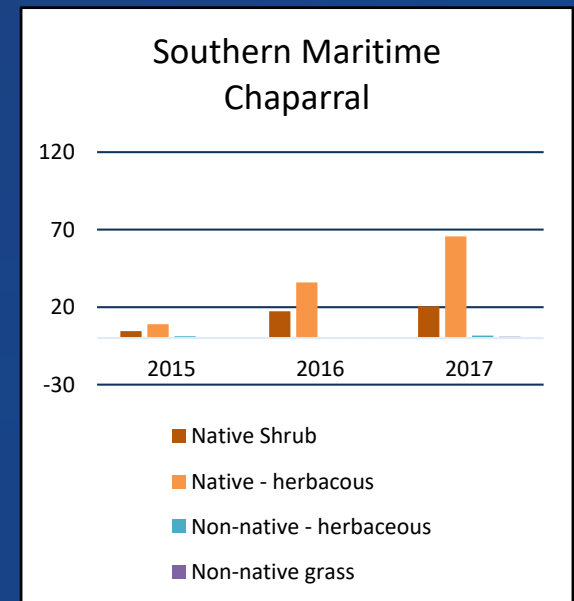 Southern Maritime
Chaparral
120
70
20
-30
2015 2016 2017
Native Shrub
Native - herbacous
Non-native - herbaceous
Non-native grass